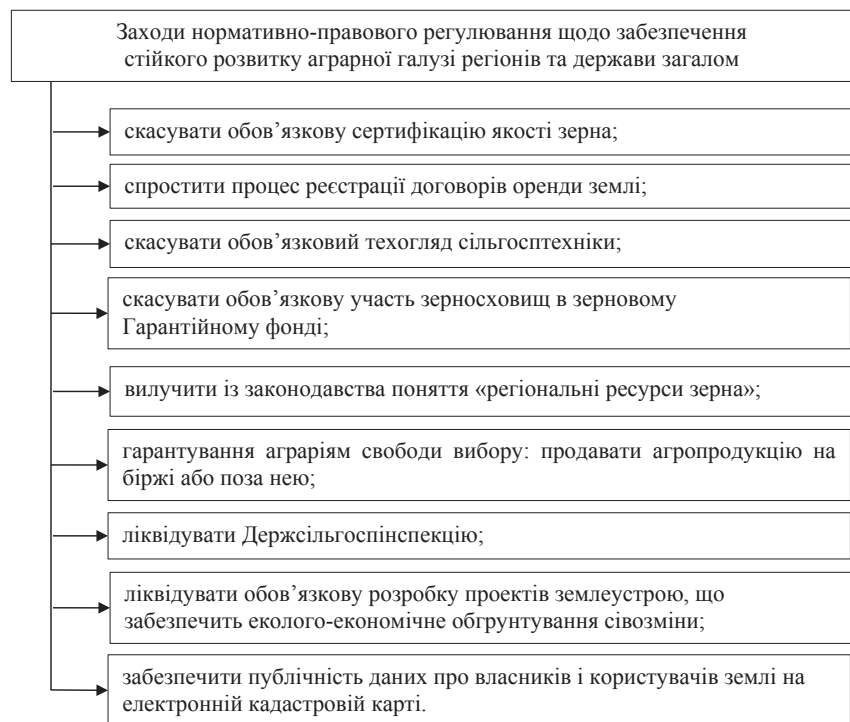 Заходи нормативно-правового регулювання щодо забезпечення
стійкого розвитку аграрної галузі регіонів та держави загалом
скасувати обов’язкову сертифікацію якості зерна;
спростити процес реєстрації договорів оренди землі;
скасувати обов’язковий техогляд сільгосптехніки;
скасувати обов’язкову участь зерносховищ в зерновому
Гарантійному фонді;
вилучити із законодавства поняття «регіональні ресурси зерна»;
гарантування аграріям свободи вибору: продавати агропродукцію на
біржі або поза нею;
ліквідувати Держсільгоспінспекцію;
ліквідувати обов’язкову розробку проектів землеустрою, що
забезпечить еколого-економічне обгрунтування сівозміни;
забезпечити публічність даних про власників і користувачів землі на
електронній кадастровій карті.